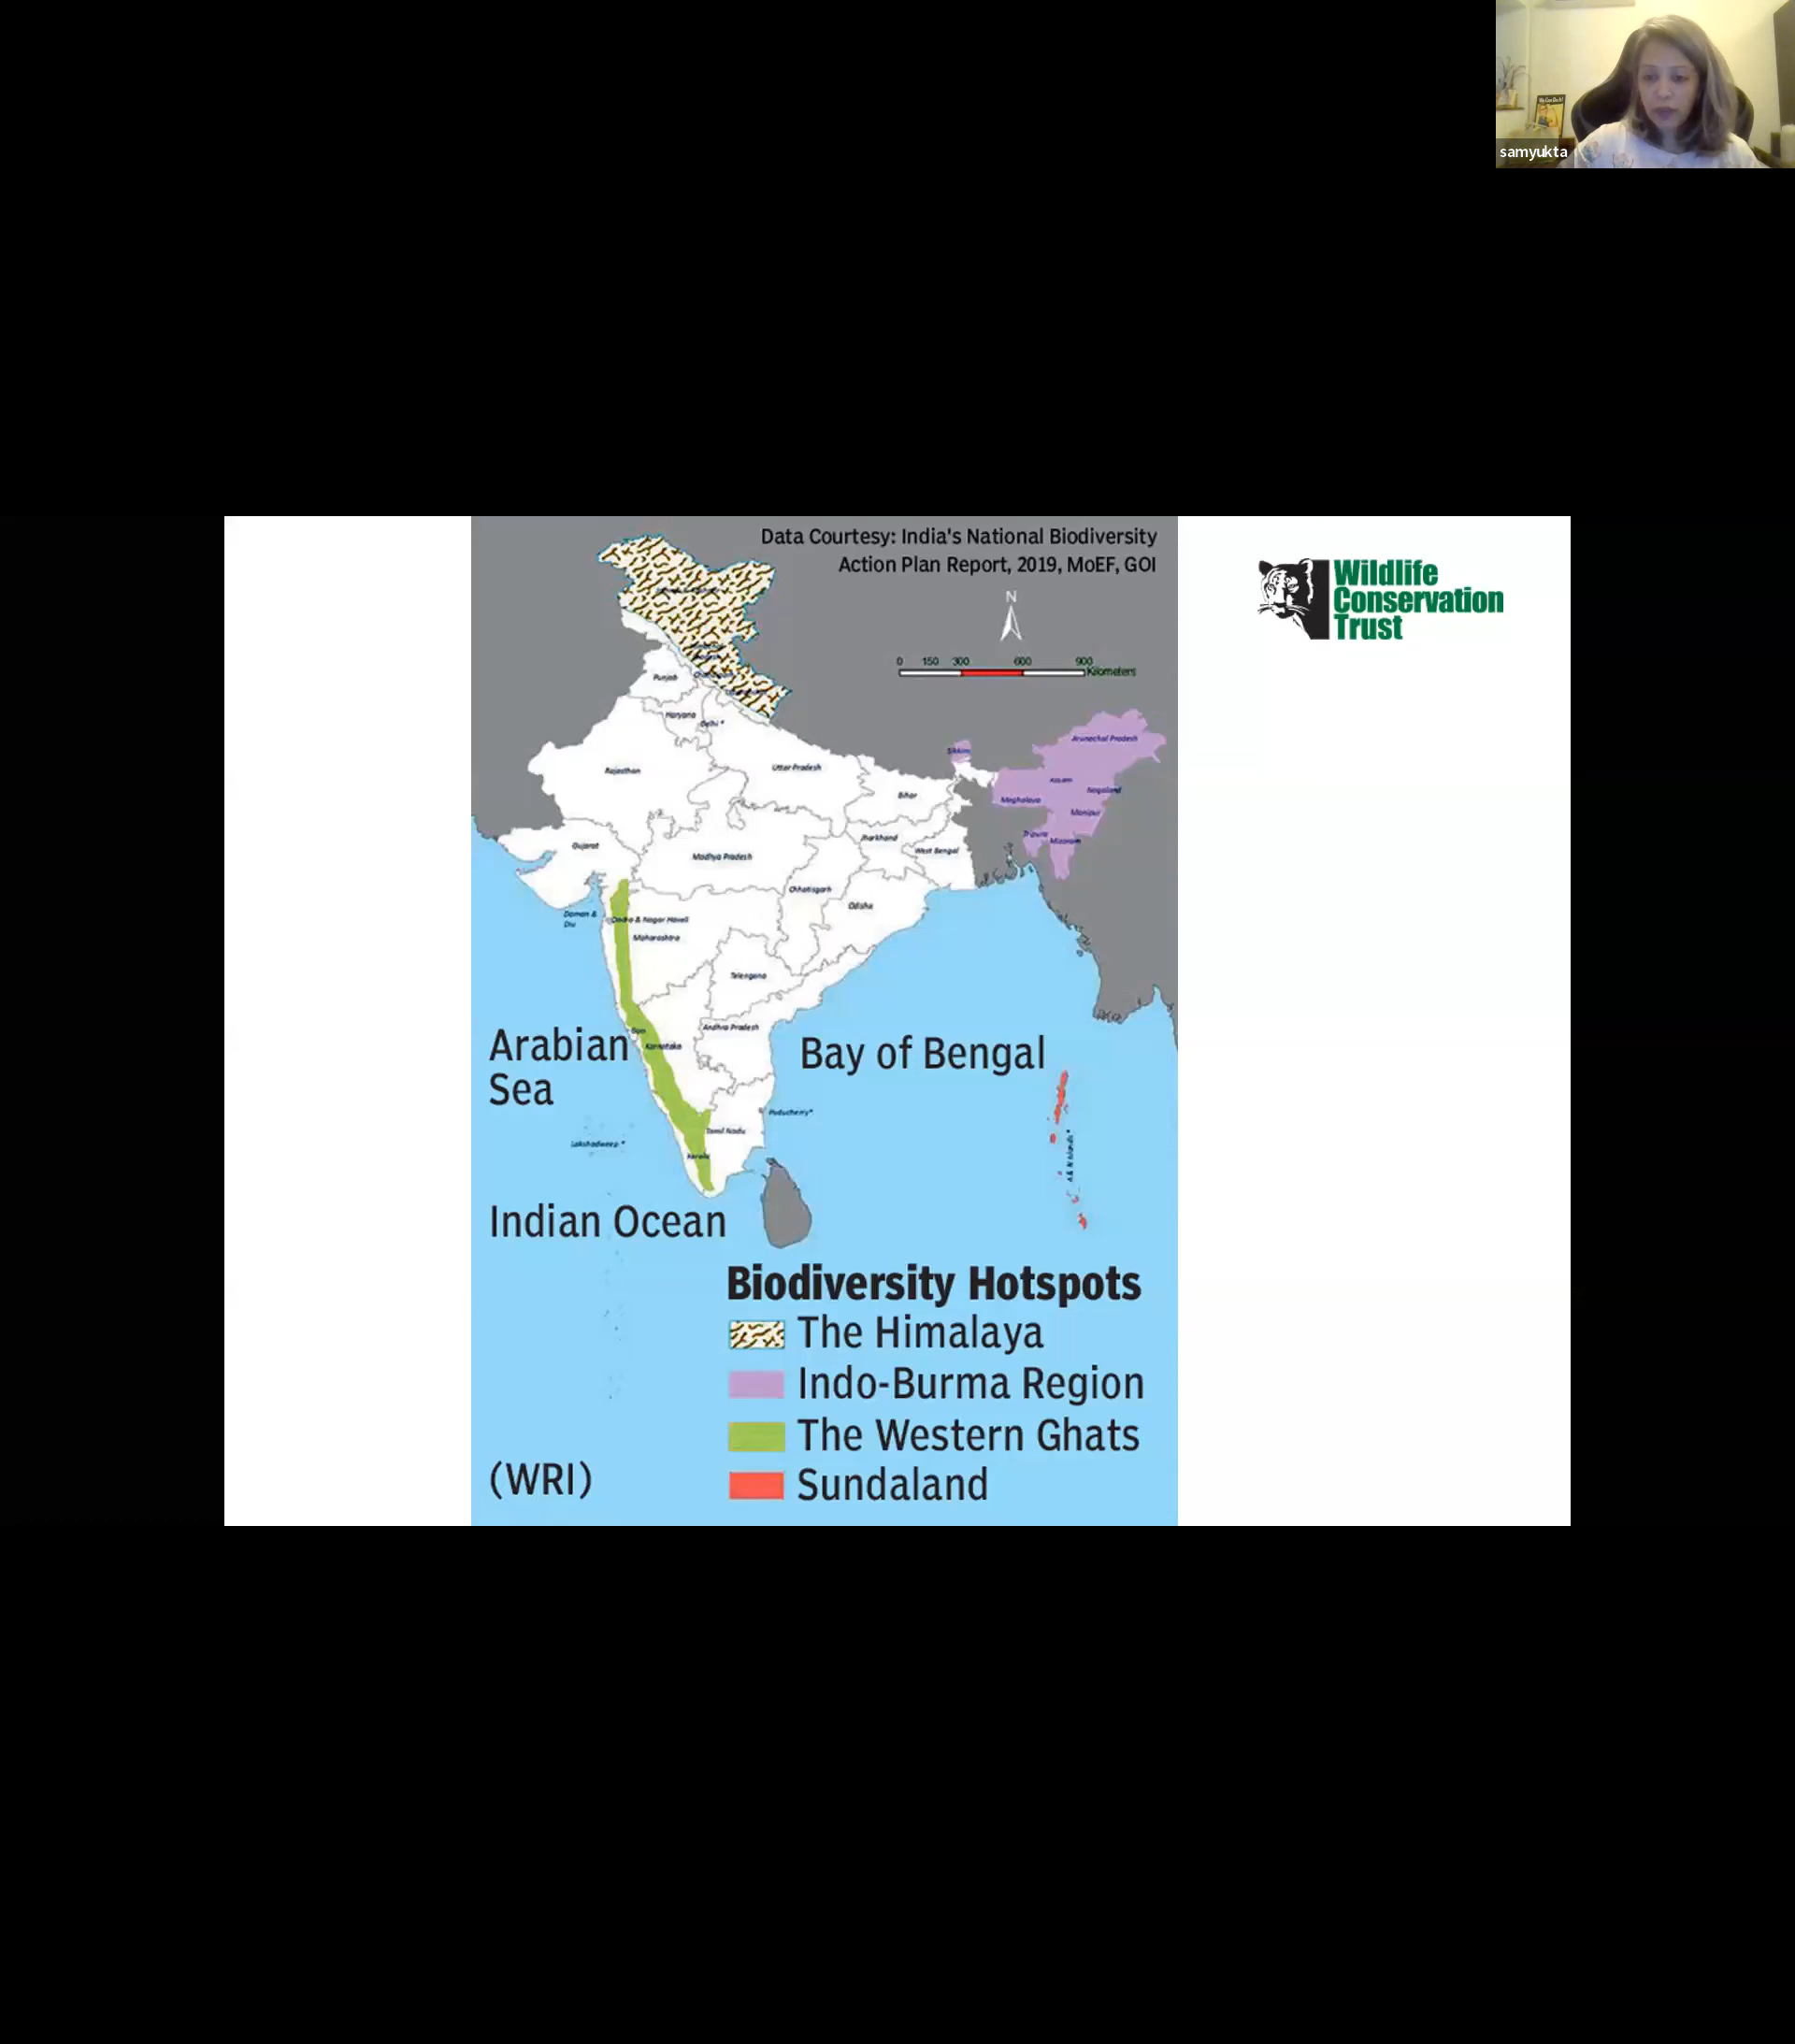 samyukta
Data Courtesy: India's National Biodiversity
Action Plan Report, 2019, MoEF, GOI
Wildlife
Conservation
Trust
N
0 150 300 600 900
Kilometers
Punjab
Haryana
Delhi *
Arunachal Pradesh
Sikkim
Rajasthan
Uttar Pradesh
Assam
Nagaland
Bihar
Meghalaya
Manipur
Tripura
Mizoram
Jharkhand
Gujarat
Madhya Pradesh
West Bengal
Chhatisgarh
Odisha
Daman &
Diu
Dadra & Nagar Haveli
Maharashtra
Telengana
Goa
Andhra Pradesh
Karnataka
Arabian
Sea
Bay of Bengal
Puducherry*
Tamil Nadu
Lakshadweep *
Kerala
A & N Islands *
Indian Ocean
Biodiversity Hotspots
The Himalaya
Indo-Burma Region
The Western Ghats
Sundaland
(WRI)